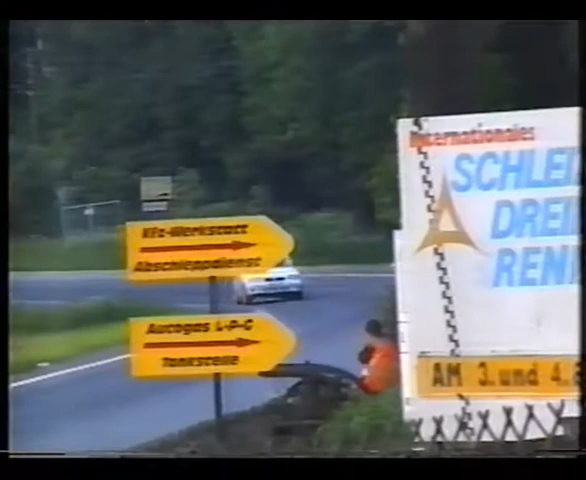 Kfz-Werkstatt
Abschleppdienst
Autogas L-P-G
Tankstelle
Internationales
SCHLEI
DREI
RENN
AM 3. und 4.